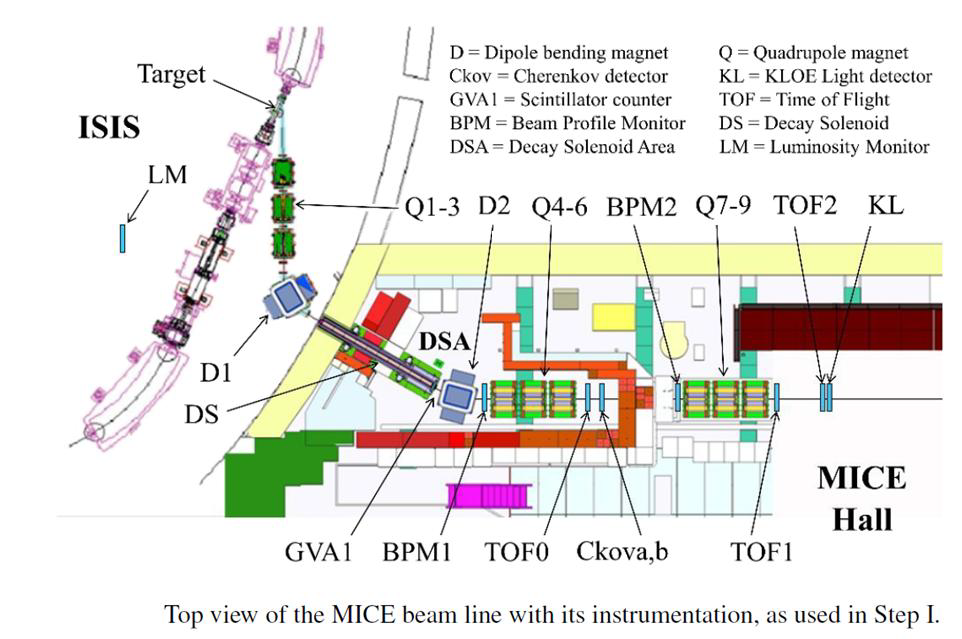 Target
ISIS
LM
D = Dipole bending magnet
Ckov = Cherenkov detector
GVA1 = Scintillator counter
BPM = Beam Profile Monitor
DSA = Decay Solenoid Area
Q = Quadrupole magnet
KL = KLOE Light detector
TOF = Time of Flight
DS = Decay Solenoid
LM = Luminosity Monitor
Q1-3 D2 Q4-6 BPM2 Q7-9 TOF2 KL
DSA
D1
DS
MICE
Hall
GVA1 BPM1 TOF0 Ckova,b TOF1
Top view of the MICE beam line with its instrumentation, as used in Step I.